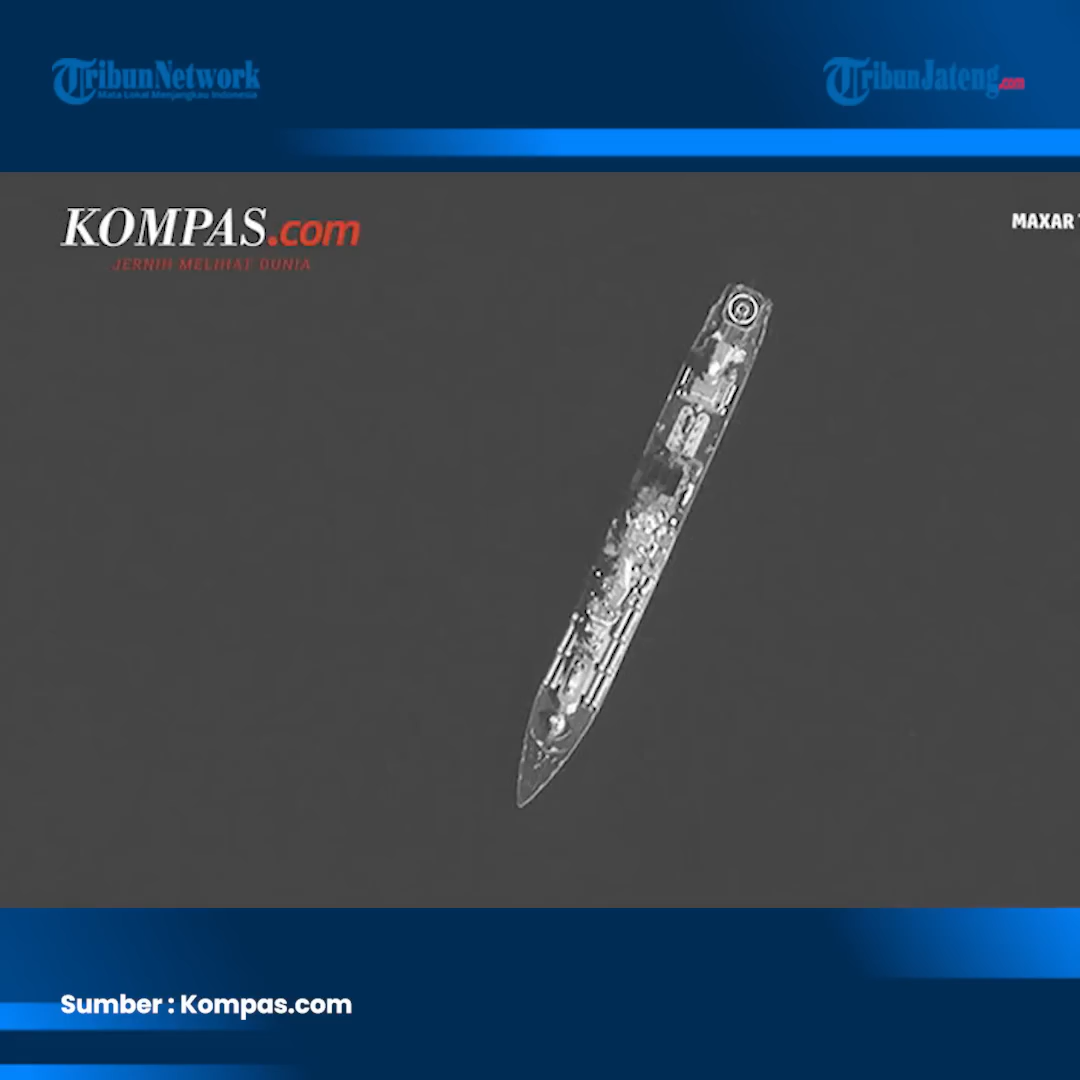 TribunNetwork
Mata Lokal Menjangkau Indonesia
TribunJateng.com
KOMPAS.com
JERNIH MELIHAT DUNIA
MAXAR
Sumber : Kompas.com